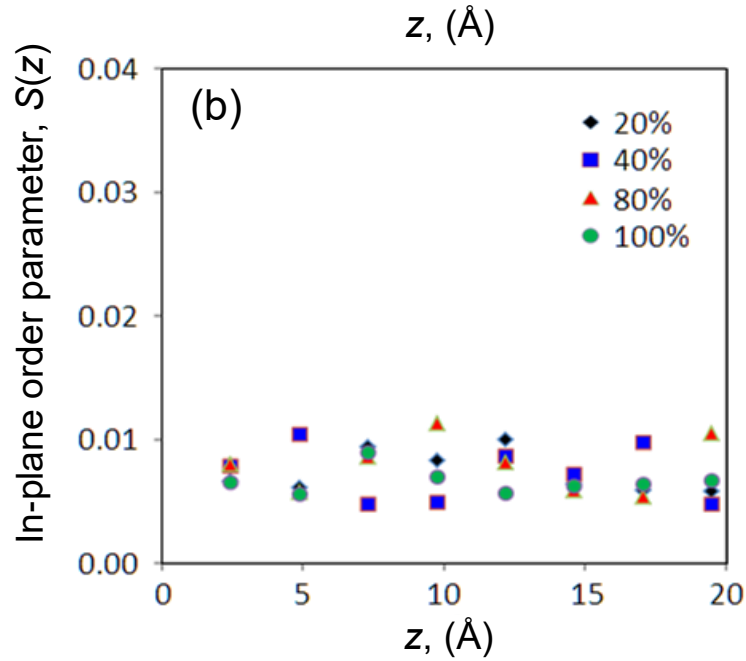 z, (Å)
In-plane order parameter, S(z)
0.04
0.03
0.02
0.01
0.00
(b)
20%
40%
80%
100%
0 5 10 15 20
z, (Å)